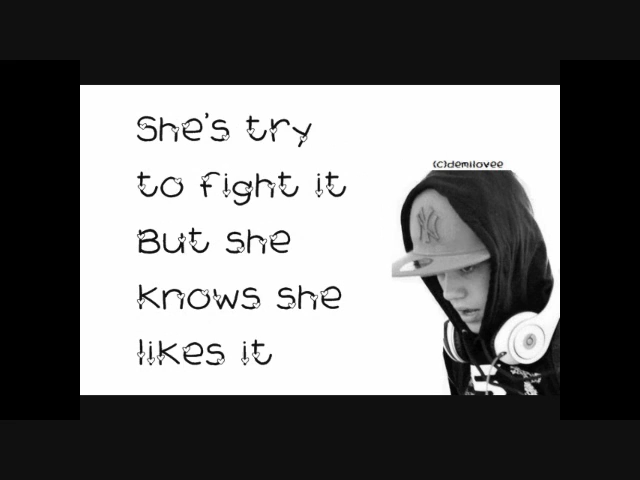 She's try
to fight it
But she
knows she
likes it
(C)demilovee
NY